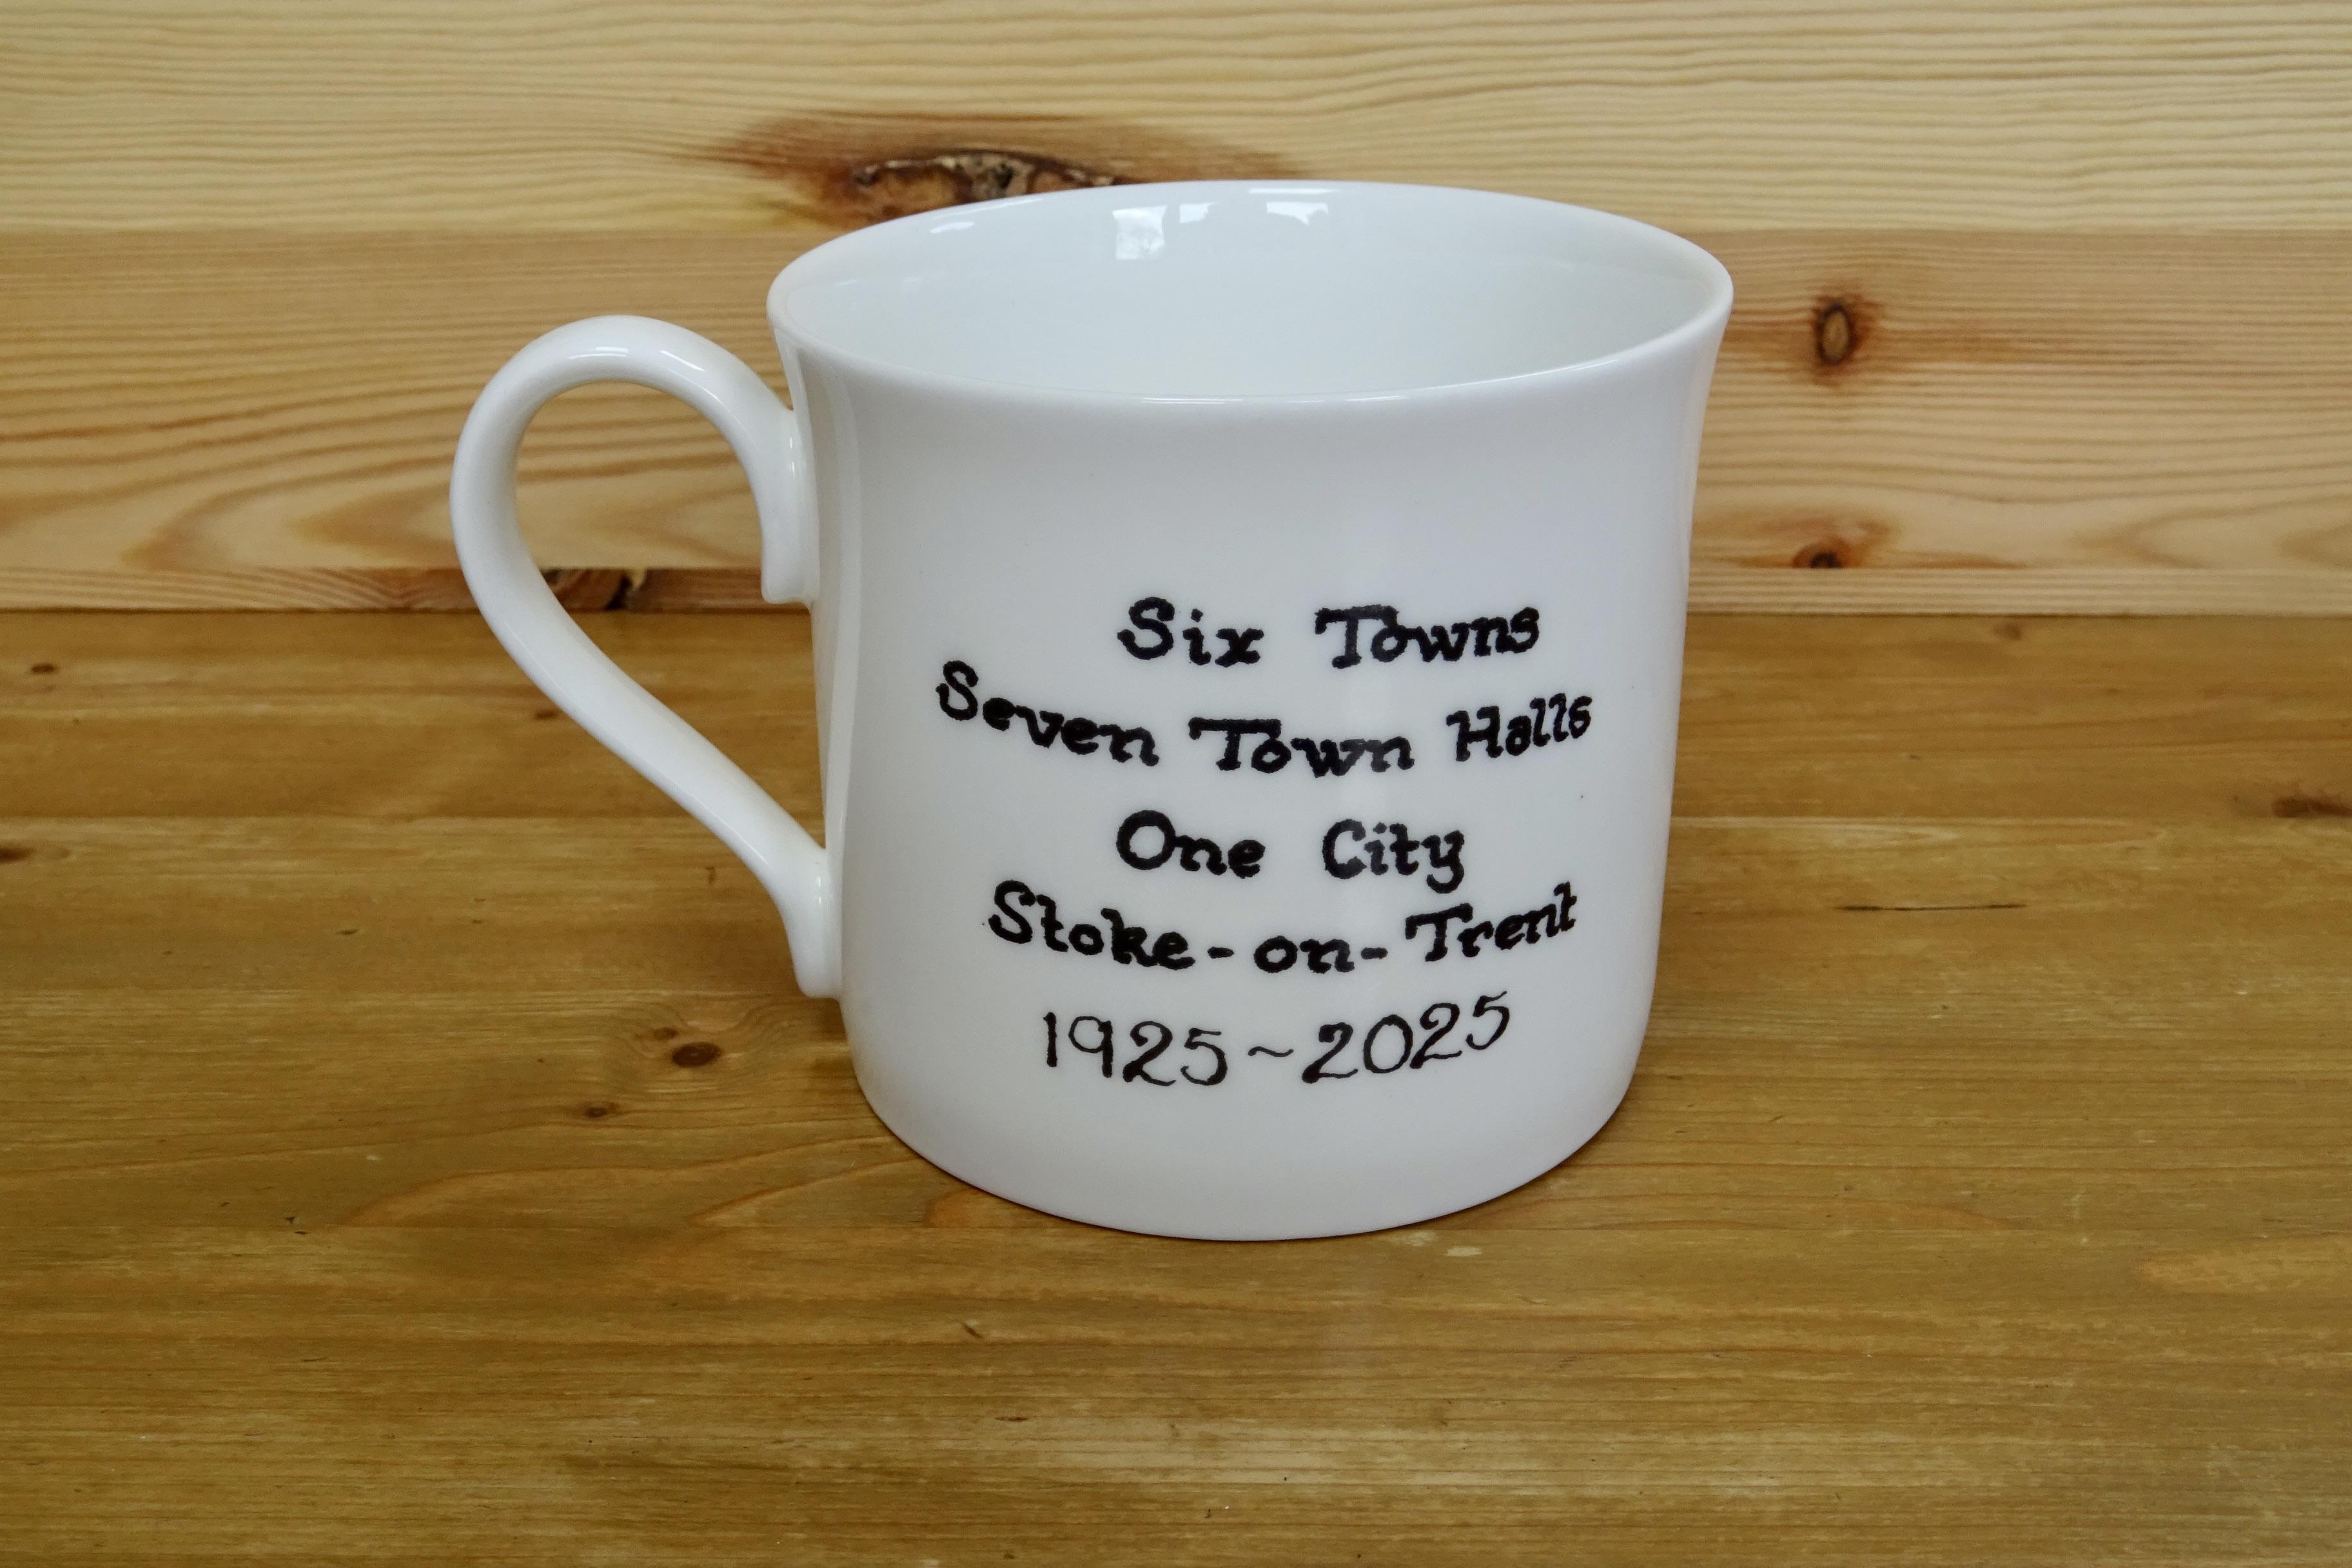 Six Towns
Seven Town Halls
One City
Stoke-on-Trent
1925~2025